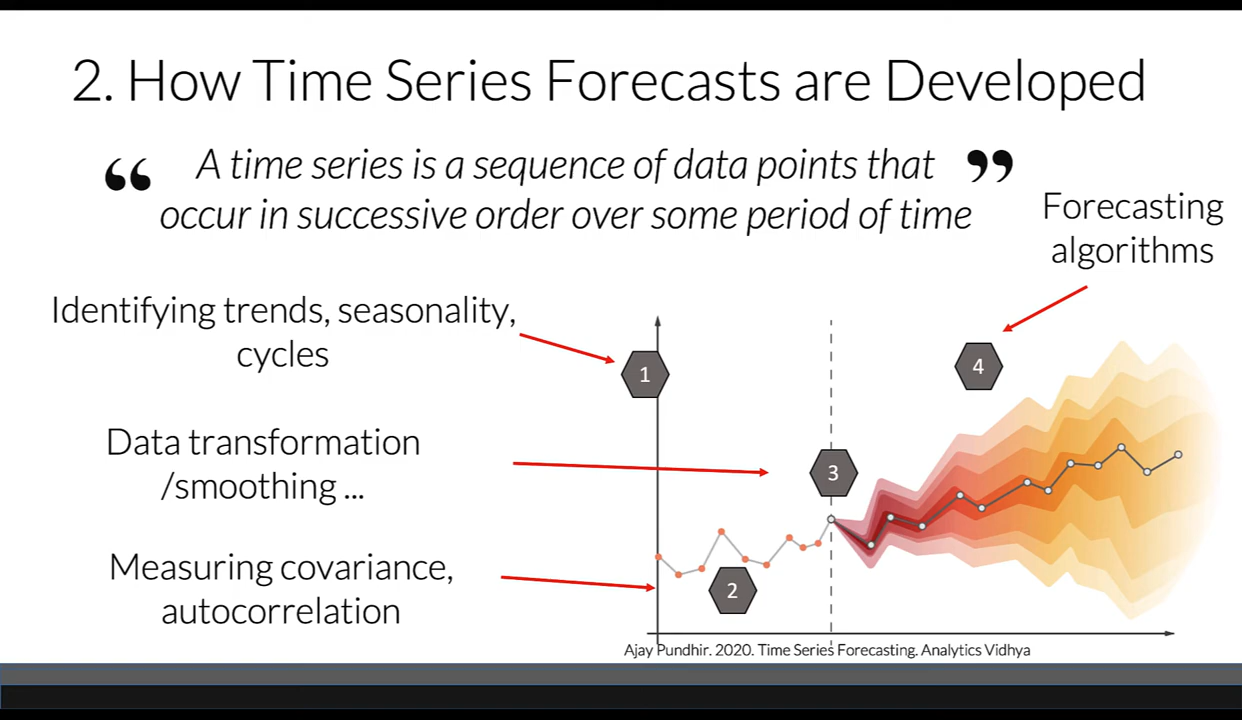 2. How Time Series Forecasts are Developed
“ A time series is a sequence of data points that ”
occur in successive order over some period of time
Forecasting
algorithms
Identifying trends, seasonality,
cycles
1
4
Data transformation
/smoothing ...
3
Measuring covariance,
autocorrelation
2
Ajay Pundhir. 2020. Time Series Forecasting. Analytics Vidhya